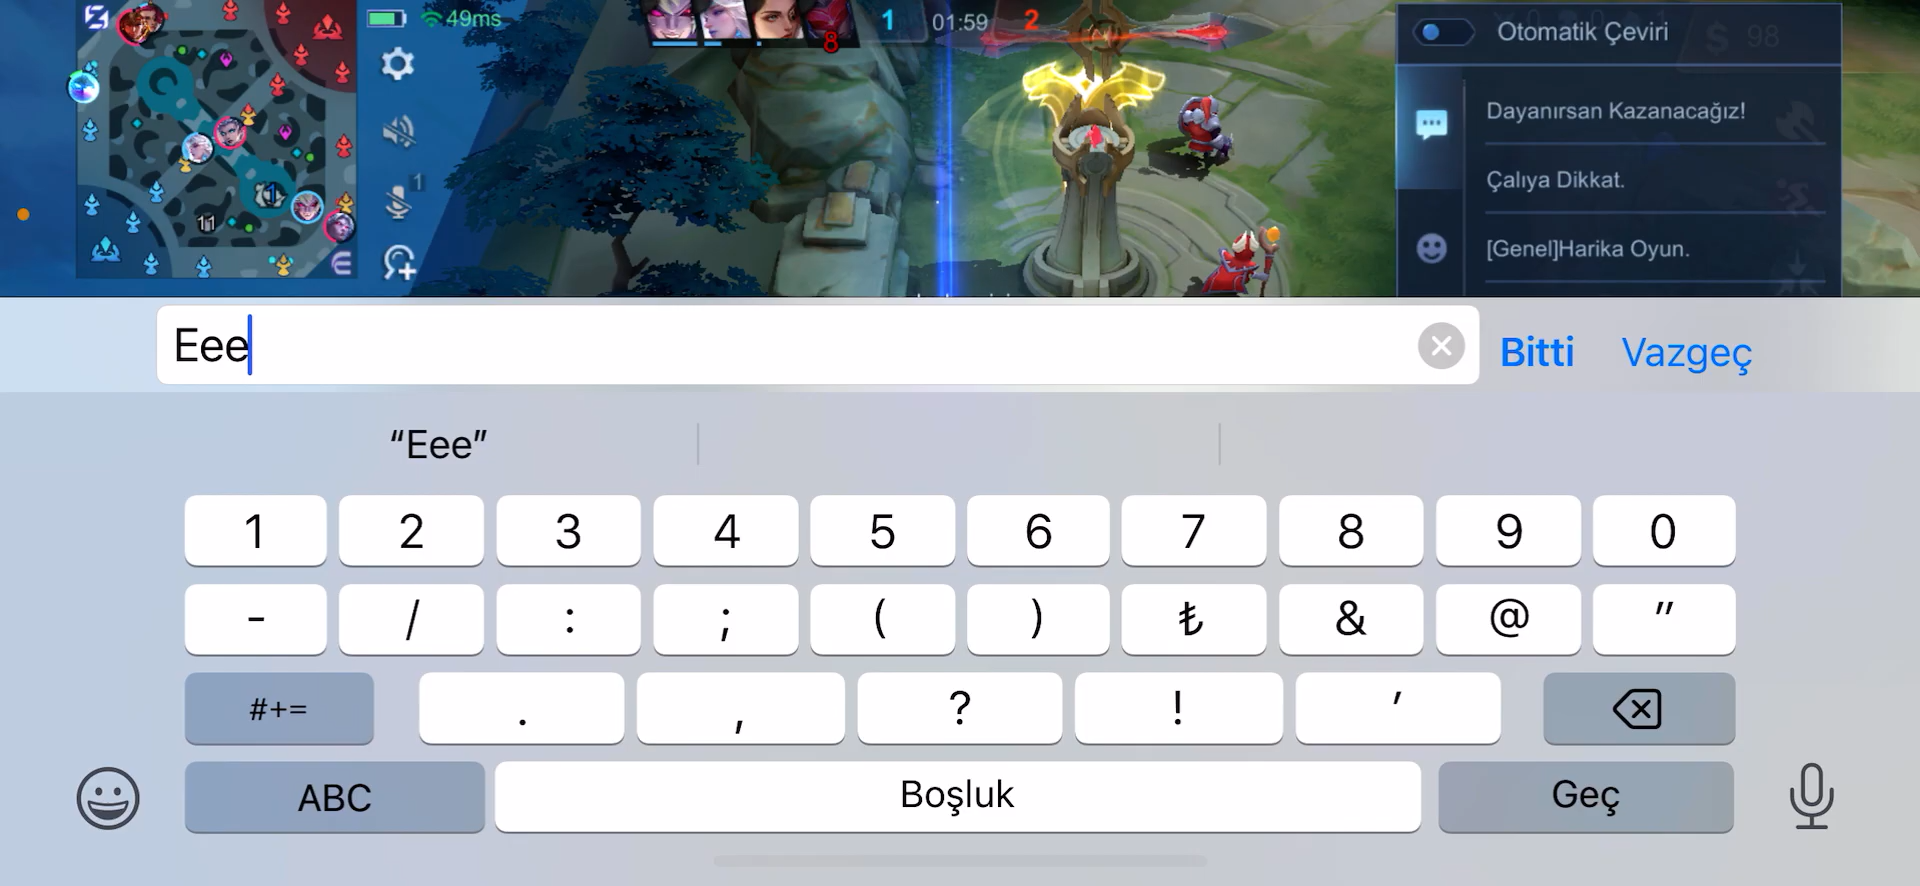 49ms
1 01:59 2
8
1
Otomatik Çeviri
Dayanırsan Kazanacağız!
Çalıya Dikkat.
[Genel]Harika Oyun.
$ 98
Eee
Bitti Vazgeç
“Eee”
1 2 3 4 5 6 7 8 9 0
- / : ; ( ) ₺ & @ "
#+= . , ? ! '
ABC Boşluk Geç